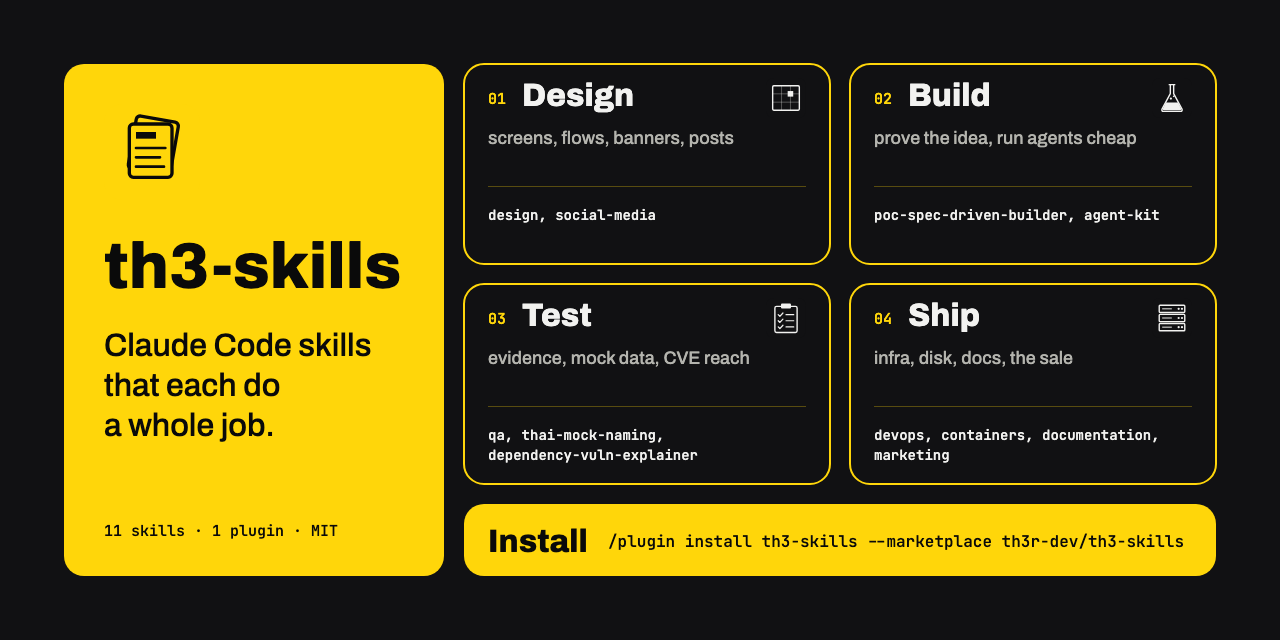 th3-skills
Claude Code skills
that each do
a whole job.
11 skills · 1 plugin · MIT
01 Design
screens, flows, banners, posts
design, social-media
02 Build
prove the idea, run agents cheap
poc-spec-driven-builder, agent-kit
03 Test
evidence, mock data, CVE reach
qa, thai-mock-naming,
dependency-vuln-explainer
04 Ship
infra, disk, docs, the sale
devops, containers, documentation,
marketing
Install /plugin install th3-skills --marketplace th3r-dev/th3-skills